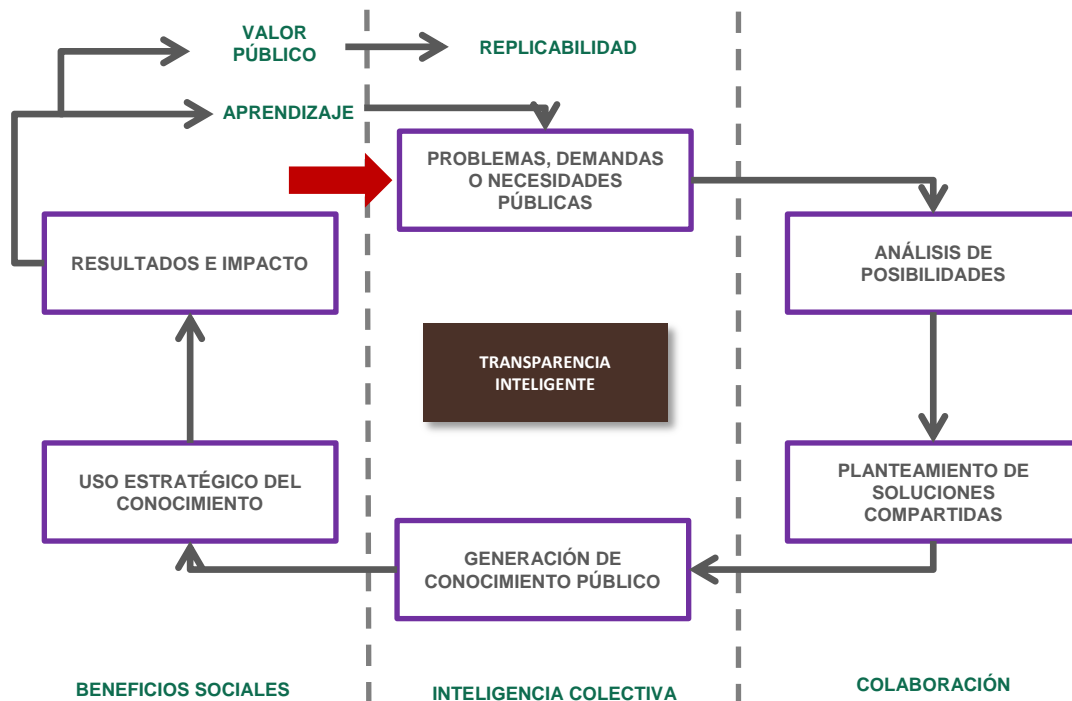 VALOR
PÚBLICO
REPLICABILIDAD
APRENDIZAJE
PROBLEMAS, DEMANDAS
O NECESIDADES
PÚBLICAS
RESULTADOS E IMPACTO
ANÁLISIS DE
POSIBILIDADES
TRANSPARENCIA
INTELIGENTE
USO ESTRATÉGICO DEL
CONOCIMIENTO
PLANTEAMIENTO DE
SOLUCIONES
COMPARTIDAS
GENERACIÓN DE
CONOCIMIENTO PÚBLICO
BENEFICIOS SOCIALES
INTELIGENCIA COLECTIVA
COLABORACIÓN